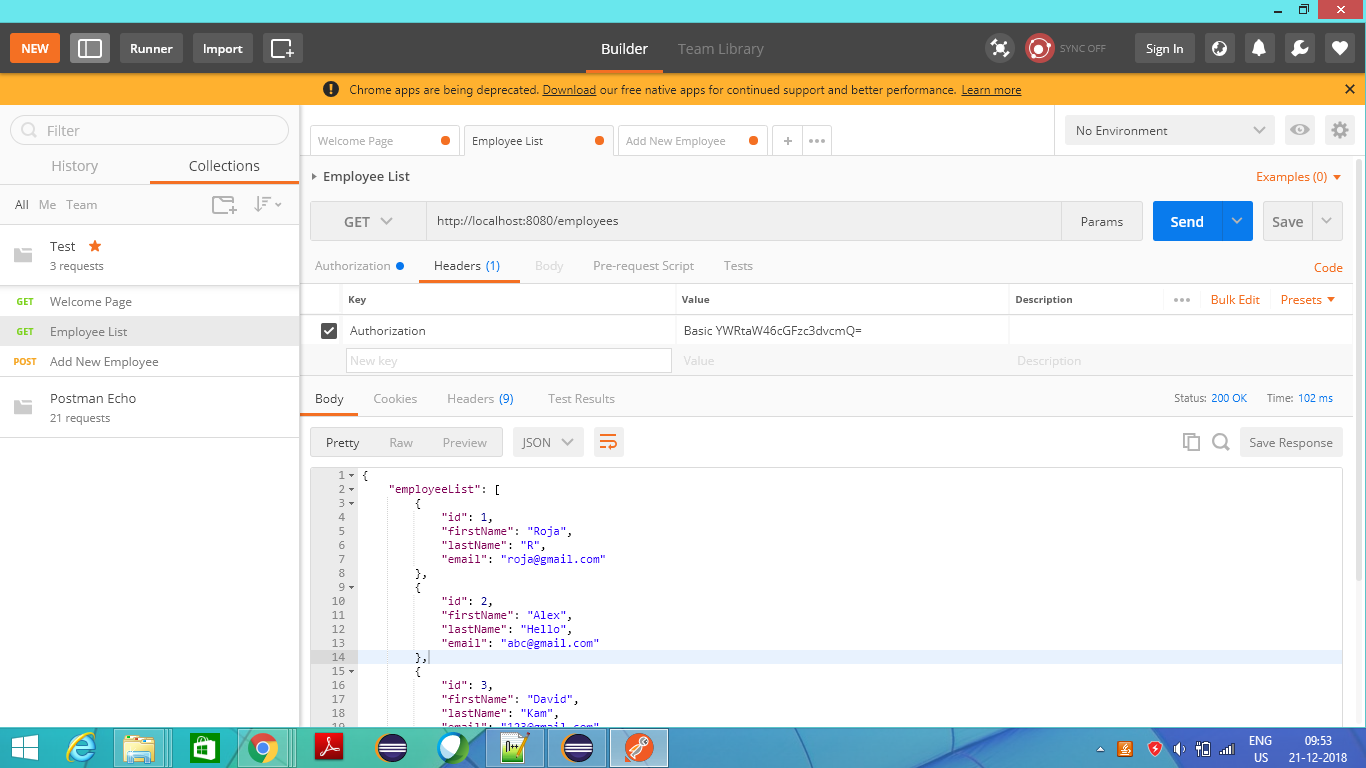 NEW Runner Import Builder Team Library SYNC OFF Sign In
Chrome apps are being deprecated. Download our free native apps for continued support and better performance. Learn more
Filter
History Collections
All Me Team
Test
3 requests
GET Welcome Page
GET Employee List
POST Add New Employee
Postman Echo
21 requests
Welcome Page Employee List Add New Employee
No Environment
Employee List Examples (0)
GET http://localhost:8080/employees Params Send Save
Authorization Headers (1) Body Pre-request Script Tests Code
Key Value Description Bulk Edit Presets
Authorization Basic YWRtaW46cGFzc3dvcmQ=
New key Value Description
Body Cookies Headers (9) Test Results Status: 200 OK Time: 102 ms
Pretty Raw Preview JSON Save Response
1 {
2 "employeeList": [
3 {
4 "id": 1,
5 "firstName": "Roja",
6 "lastName": "R",
7 "email": "roja@gmail.com"
8 },
9 {
10 "id": 2,
11 "firstName": "Alex",
12 "lastName": "Hello",
13 "email": "abc@gmail.com"
14 },
15 {
16 "id": 3,
17 "firstName": "David",
18 "lastName": "Kam",
19 "email": "123@gmail.com"
ENG 09:53
US 21-12-2018